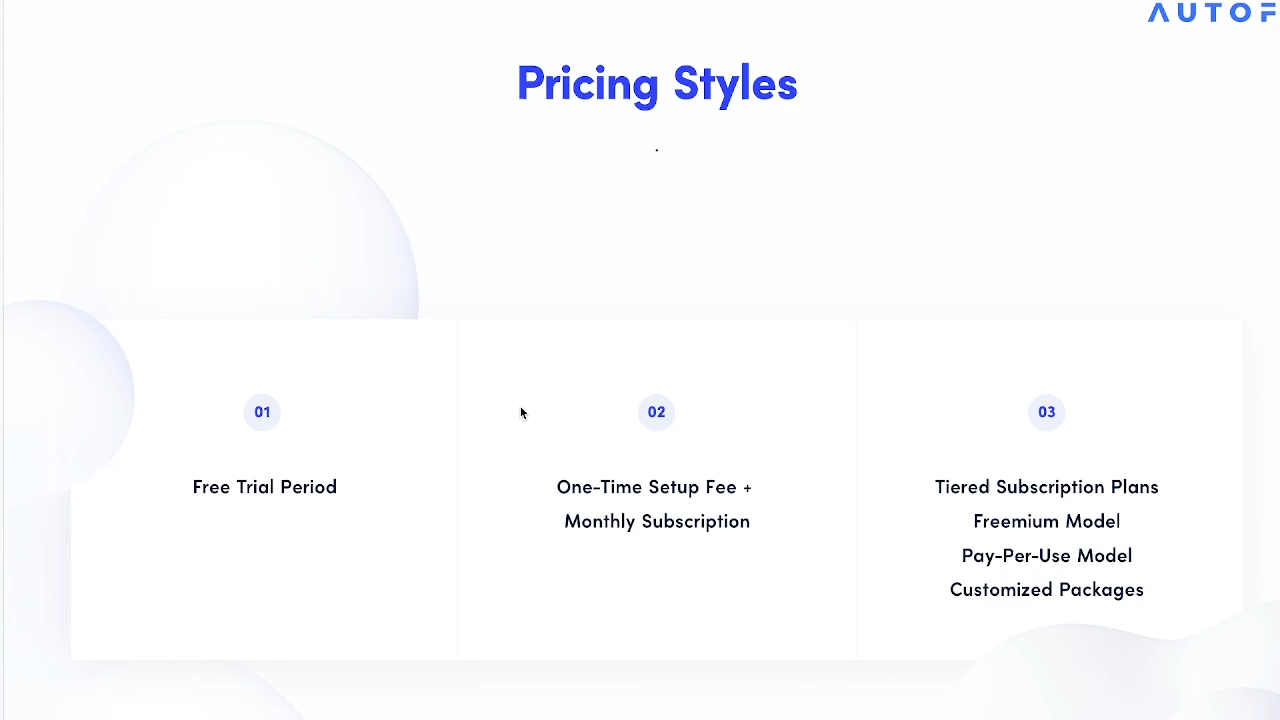 AUTOF
Pricing Styles
.
01
Free Trial Period
02
One-Time Setup Fee +
Monthly Subscription
03
Tiered Subscription Plans
Freemium Model
Pay-Per-Use Model
Customized Packages